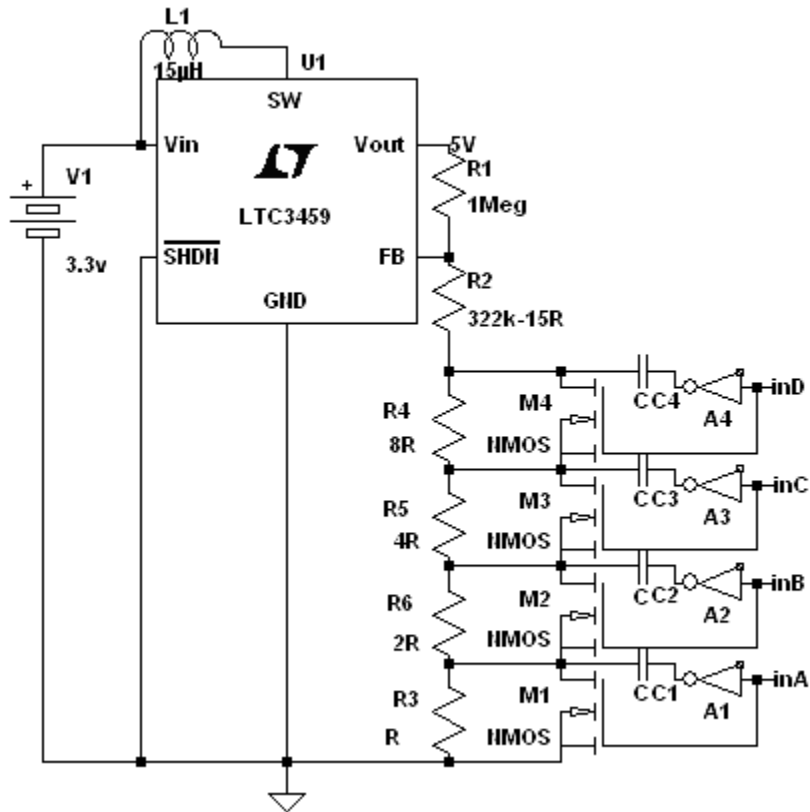 L1
15µH
U1
SW
Vin
Vout
5V
R1
1Meg
V1
+
LTC3459
3.3v
SHDN
FB
R2
GND
322k-15R
R4
8R
M4
NMOS
CC4
A4
inD
R5
4R
M3
NMOS
CC3
A3
inC
R6
2R
M2
NMOS
CC2
A2
inB
R3
R
M1
NMOS
CC1
A1
inA